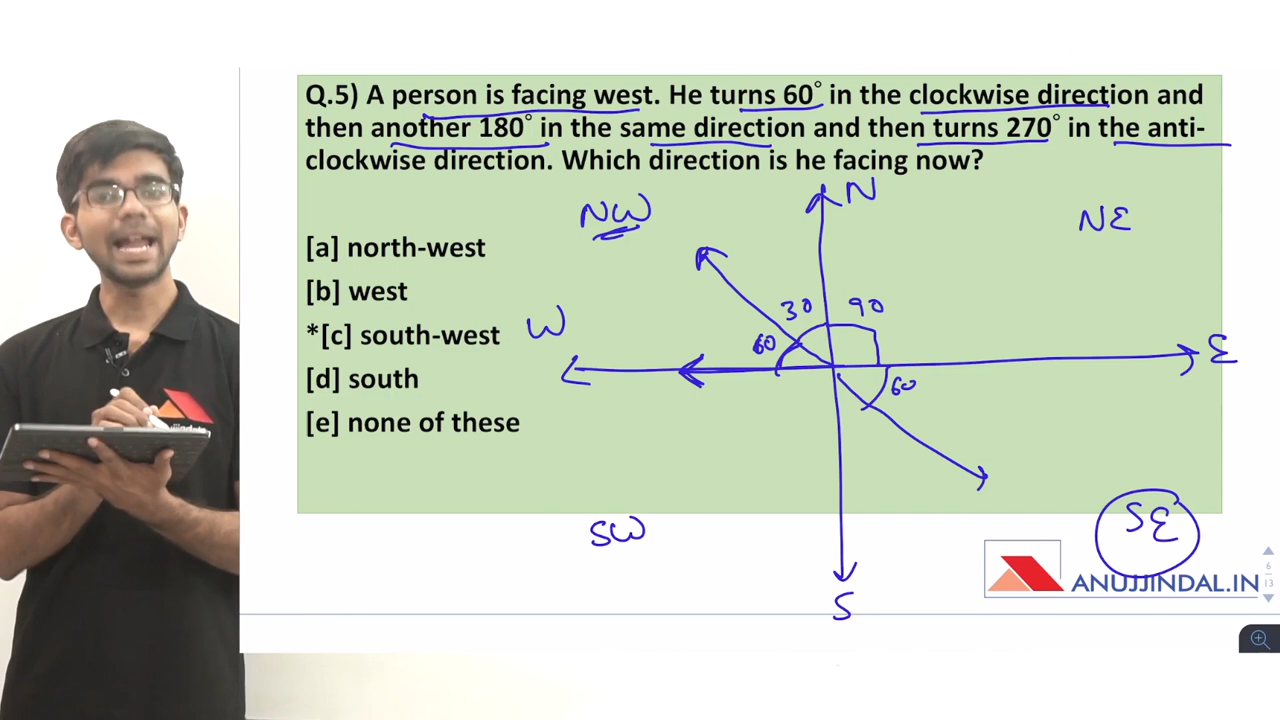 Q.5) A person is facing west. He turns 60° in the clockwise direction and
then another 180° in the same direction and then turns 270° in the anti-
clockwise direction. Which direction is he facing now?
N
NW
NE
[a] north-west
[b] west
30
90
*[c] south-west
W
60
E
[d] south
60
[e] none of these
SW
SE
S
ANUJJINDAL.IN
6
13